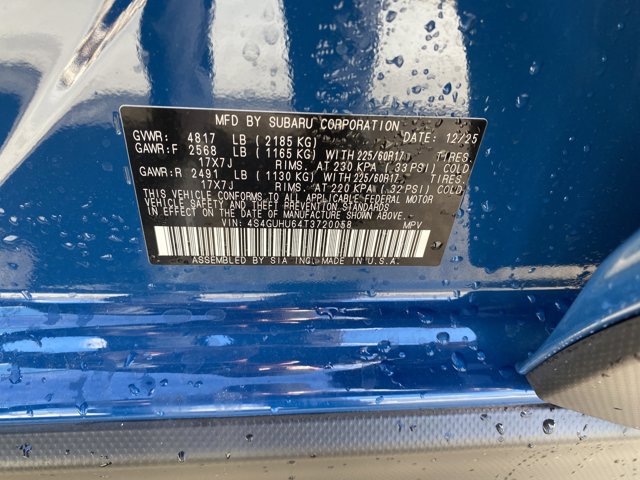 MFD BY SUBARU CORPORATION DATE: 12/25
GVWR: 4817 LB (2185 KG)
GAWR:F 2568 LB (1165 KG) WITH 225/60R17 TIRES.
17X7J RIMS. AT 230 KPA ( 33 PSI) COLD
GAWR:R 2491 LB (1130 KG) WITH 225/60R17 TIRES.
17X7J RIMS. AT 220 KPA ( 32 PSI) COLD
THIS VEHICLE CONFORMS TO ALL APPLICABLE FEDERAL MOTOR
VEHICLE SAFETY AND BUMPER STANDARDS IN EFFECT ON THE
DATE OF MANUFACTURE SHOWN ABOVE.
VIN: 4S4GUHU64T3720058 MPV
ASSEMBLED BY SIA INC. MADE IN U.S.A.